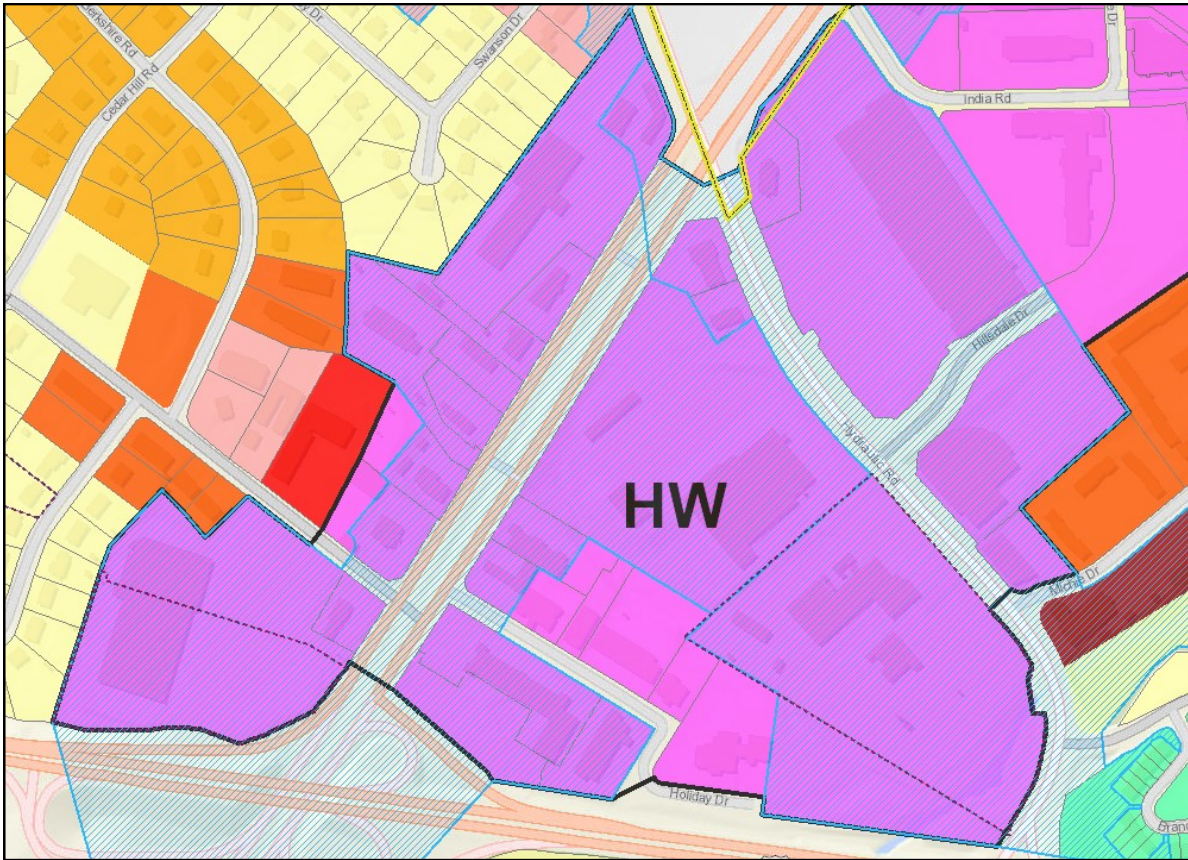 Swanson Dr
Cedar Hill Rd
India Rd
Hillsdale Dr
Hydraulic Rd
HW
Michie Dr
Holiday Dr